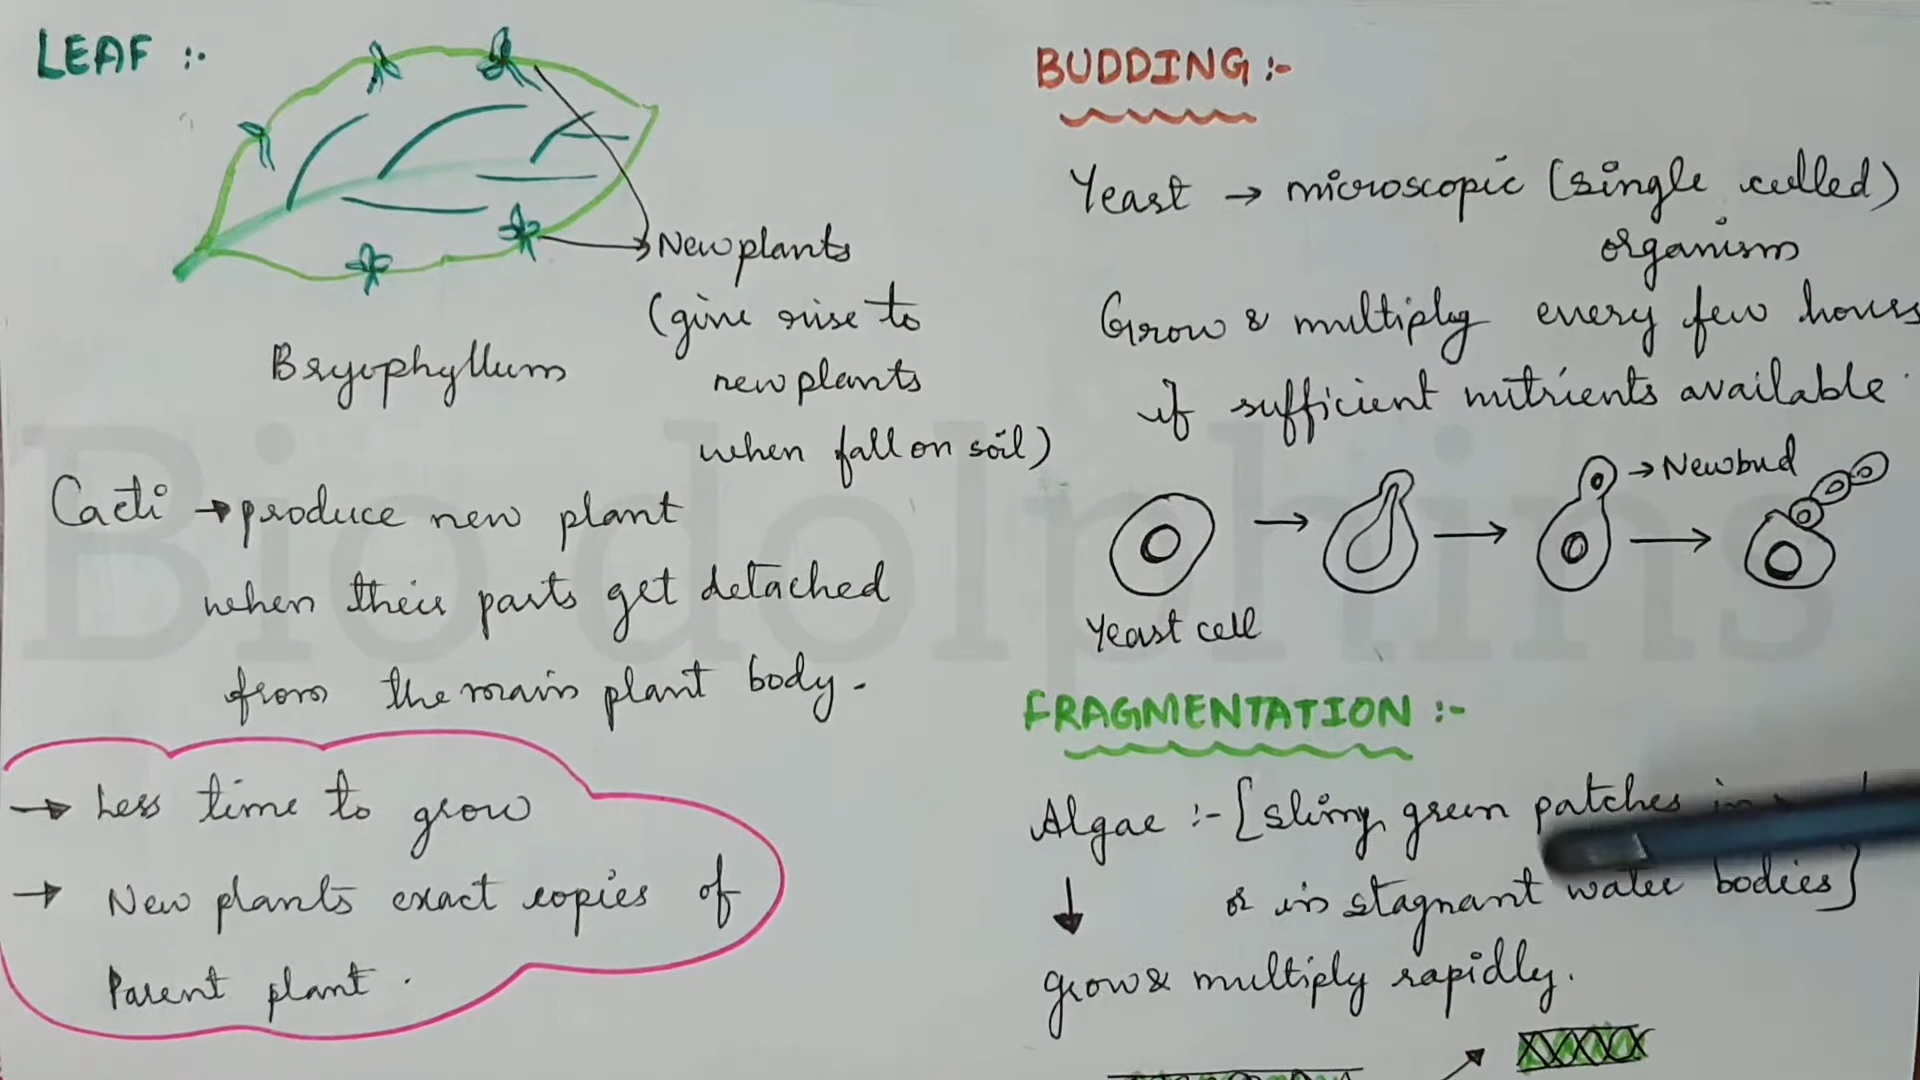 LEAF :-
New plants
(give rise to
new plants
when fall on soil)
Bryophyllum
Cacti → produce new plant
when their parts get detached
from the main plant body.
→ Less time to grow
→ New plants exact copies of
Parent plant.
BUDDING :-
Yeast → microscopic (single celled)
organism
Grow & multiply every few hours
if sufficient nutrients available.
→ New bud
Yeast cell
FRAGMENTATION :-
Algae :- [slimy green patches in
or in stagnant water bodies]
↓
grow & multiply rapidly.
Biodolphins